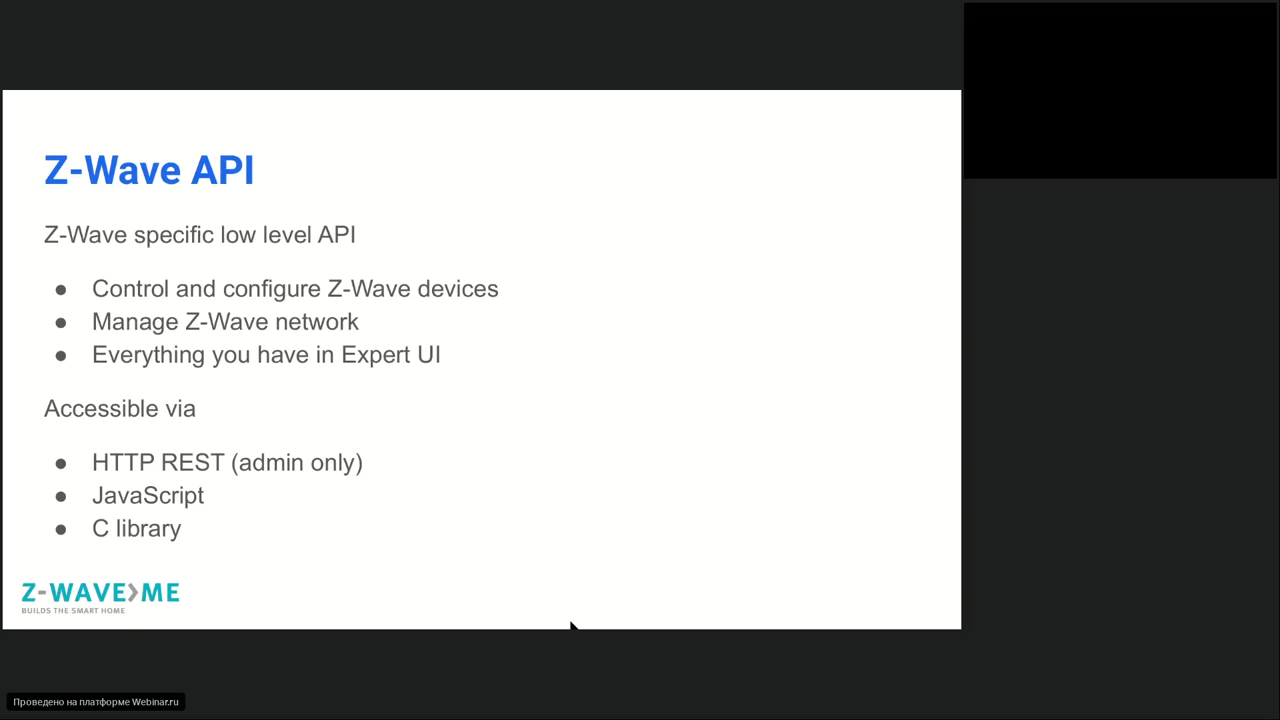 Z-Wave API
Z-Wave specific low level API
● Control and configure Z-Wave devices
● Manage Z-Wave network
● Everything you have in Expert UI
Accessible via
● HTTP REST (admin only)
● JavaScript
● C library
Z-WAVE>ME
BUILDS THE SMART HOME
Проведено на платформе Webinar.ru